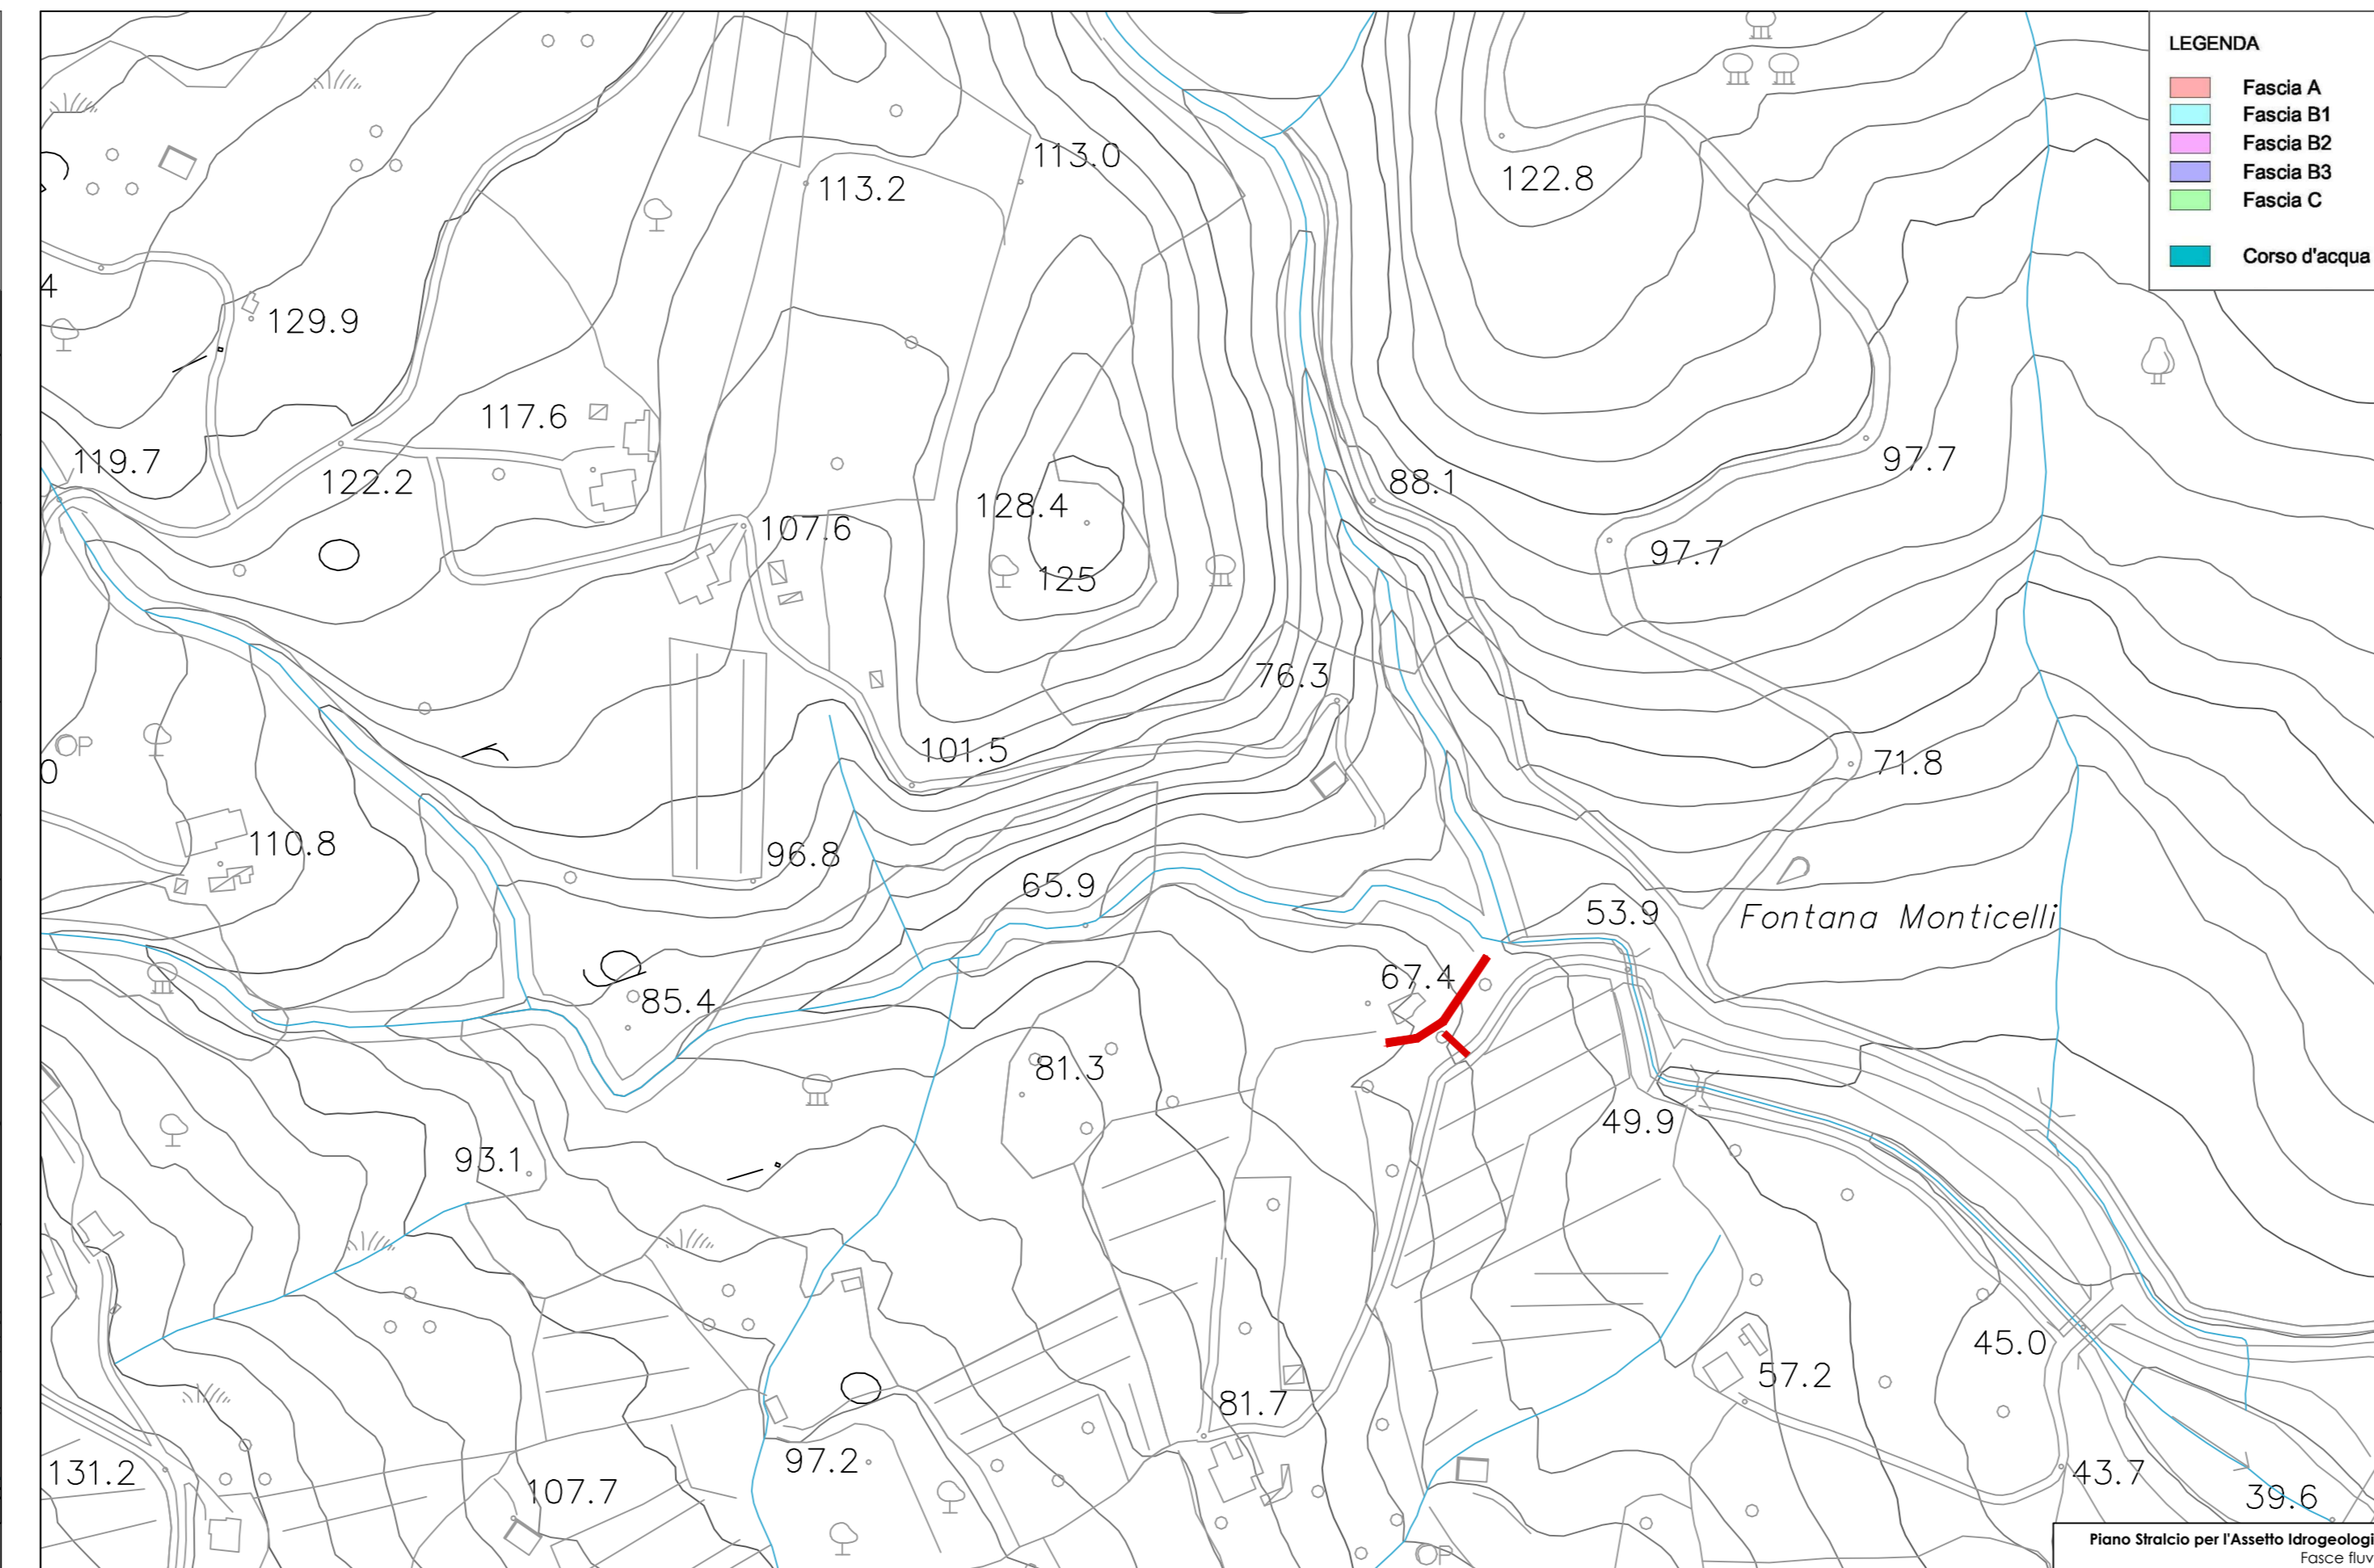 LEGENDA
Fascia A
Fascia B1
Fascia B2
Fascia B3
Fascia C
Corso d'acqua
113.0
122.8
113.2
4
129.9
117.6
119.7
122.2
97.7
88.1
128.4
107.6
97.7
125
76.3
101.5
71.8
0
110.8
96.8
65.9
53.9
Fontana Monticelli
67.4
85.4
81.3
49.9
93.1
45.0
57.2
81.7
97.2
131.2
43.7
107.7
39.6
P
P
Piano Stralcio per l'Assetto Idrogeologi
Fasce fluv